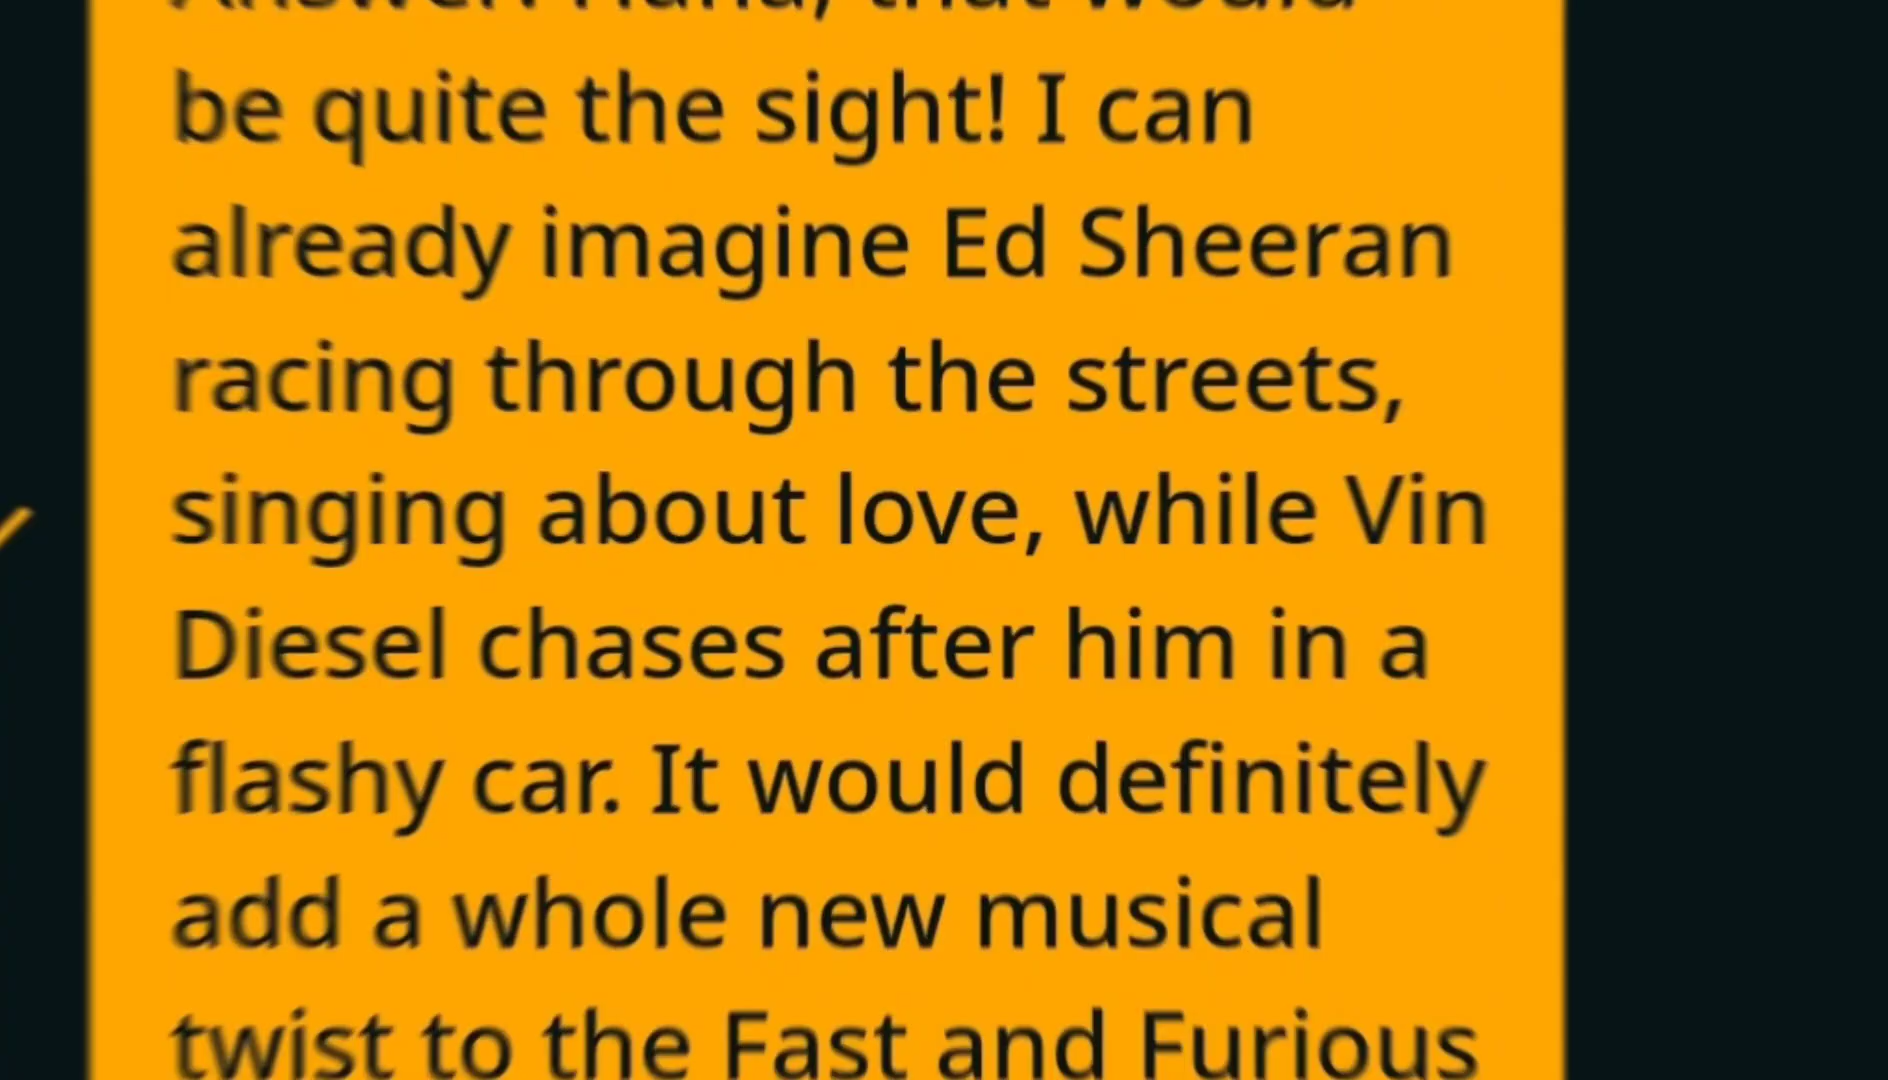 that would
be quite the sight! I can
already imagine Ed Sheeran
racing through the streets,
singing about love, while Vin
Diesel chases after him in a
flashy car. It would definitely
add a whole new musical
twist to the Fast and Furious